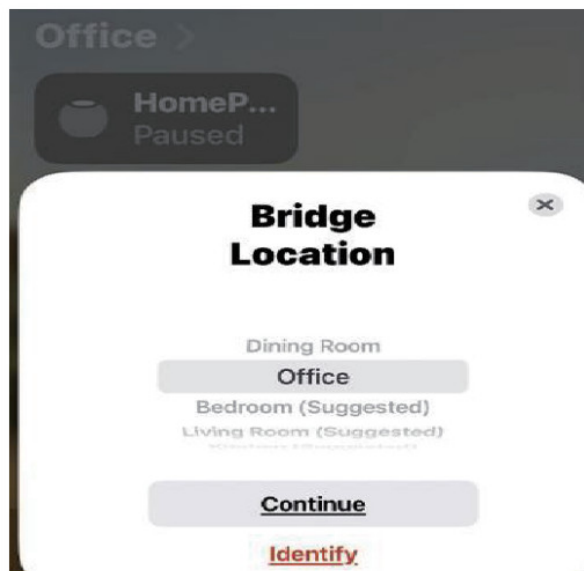 Office >
HomeP...
Paused
Bridge
Location
Dining Room
Office
Bedroom (Suggested)
Living Room (Suggested)
Continue
Identify